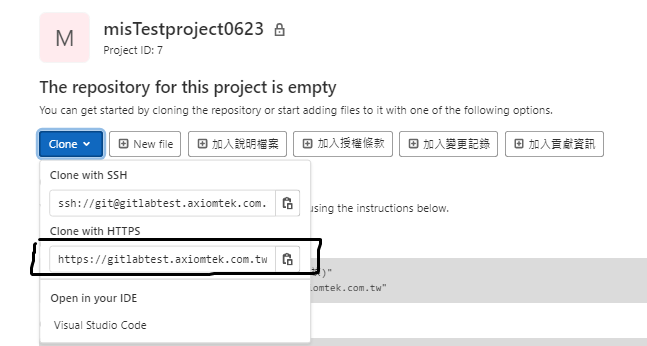 M
misTestproject0623
Project ID: 7
The repository for this project is empty
You can get started by cloning the repository or start adding files to it with one of the following options.
Clone
New file
加入說明檔案
加入授權條款
加入變更記錄
加入貢獻資訊
Clone with SSH
ssh://git@gitlabtest.axiomtek.com.
using the instructions below.
Clone with HTTPS
https://gitlabtest.axiomtek.com.tw
)"
iomtek.com.tw"
Open in your IDE
Visual Studio Code